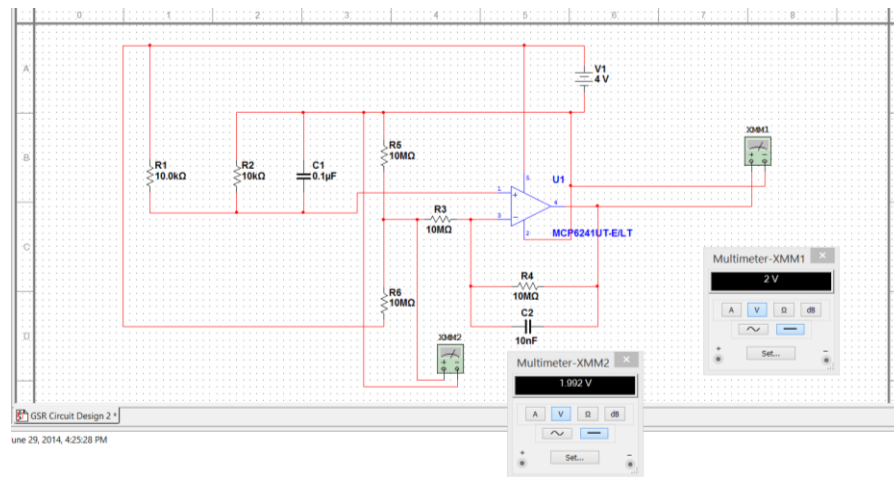 0 1 2 3 4 5 6 7 8
A
V1
4 V
XMM1
R5
10MΩ
B
R1
10.0kΩ
R2
10kΩ
C1
0.1µF
5
U1
1
R3
4
10MΩ
3
2
MCP6241UT-E/LT
C
R4
10MΩ
R6
10MΩ
C2
10nF
D
XMM2
Multimeter-XMM1
2 V
A V Ω dB
Set...
+ −
Multimeter-XMM2
1.992 V
A V Ω dB
Set...
+ −
GSR Circuit Design 2 *
une 29, 2014, 4:25:28 PM